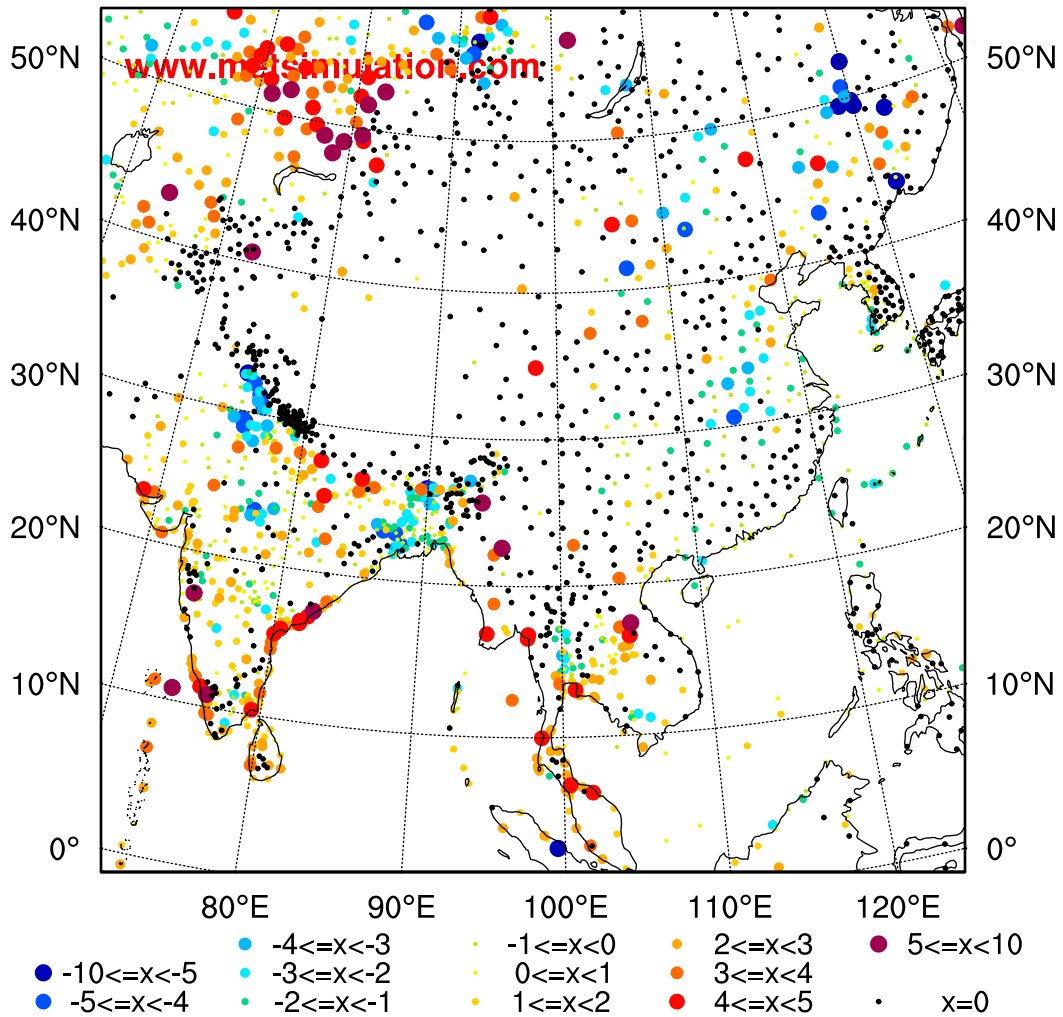 50°N 50°N
www.metsimulation.com
40°N 40°N
30°N 30°N
20°N 20°N
10°N 10°N
0° 0°
80°E 90°E 100°E 110°E 120°E
-4<=x<-3 -1<=x<0 2<=x<3 5<=x<10
-10<=x<-5 -3<=x<-2 0<=x<1 3<=x<4
-5<=x<-4 -2<=x<-1 1<=x<2 4<=x<5 x=0